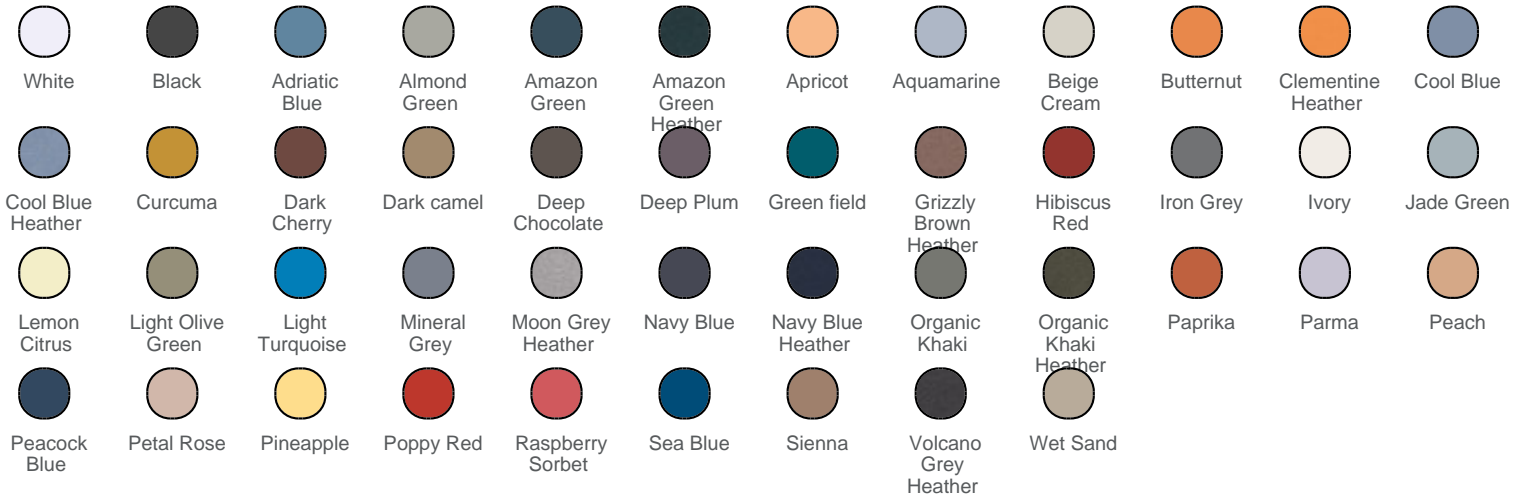 White
Black
Adriatic
Blue
Almond
Green
Amazon
Green
Amazon
Green
Heather
Apricot
Aquamarine
Beige
Cream
Butternut
Clementine
Heather
Cool Blue
Cool Blue
Heather
Curcuma
Dark
Cherry
Dark camel
Deep
Chocolate
Deep Plum
Green field
Grizzly
Brown
Heather
Hibiscus
Red
Iron Grey
Ivory
Jade Green
Lemon
Citrus
Light Olive
Green
Light
Turquoise
Mineral
Grey
Moon Grey
Heather
Navy Blue
Navy Blue
Heather
Organic
Khaki
Organic
Khaki
Heather
Paprika
Parma
Peach
Peacock
Blue
Petal Rose
Pineapple
Poppy Red
Raspberry
Sorbet
Sea Blue
Sienna
Volcano
Grey
Heather
Wet Sand